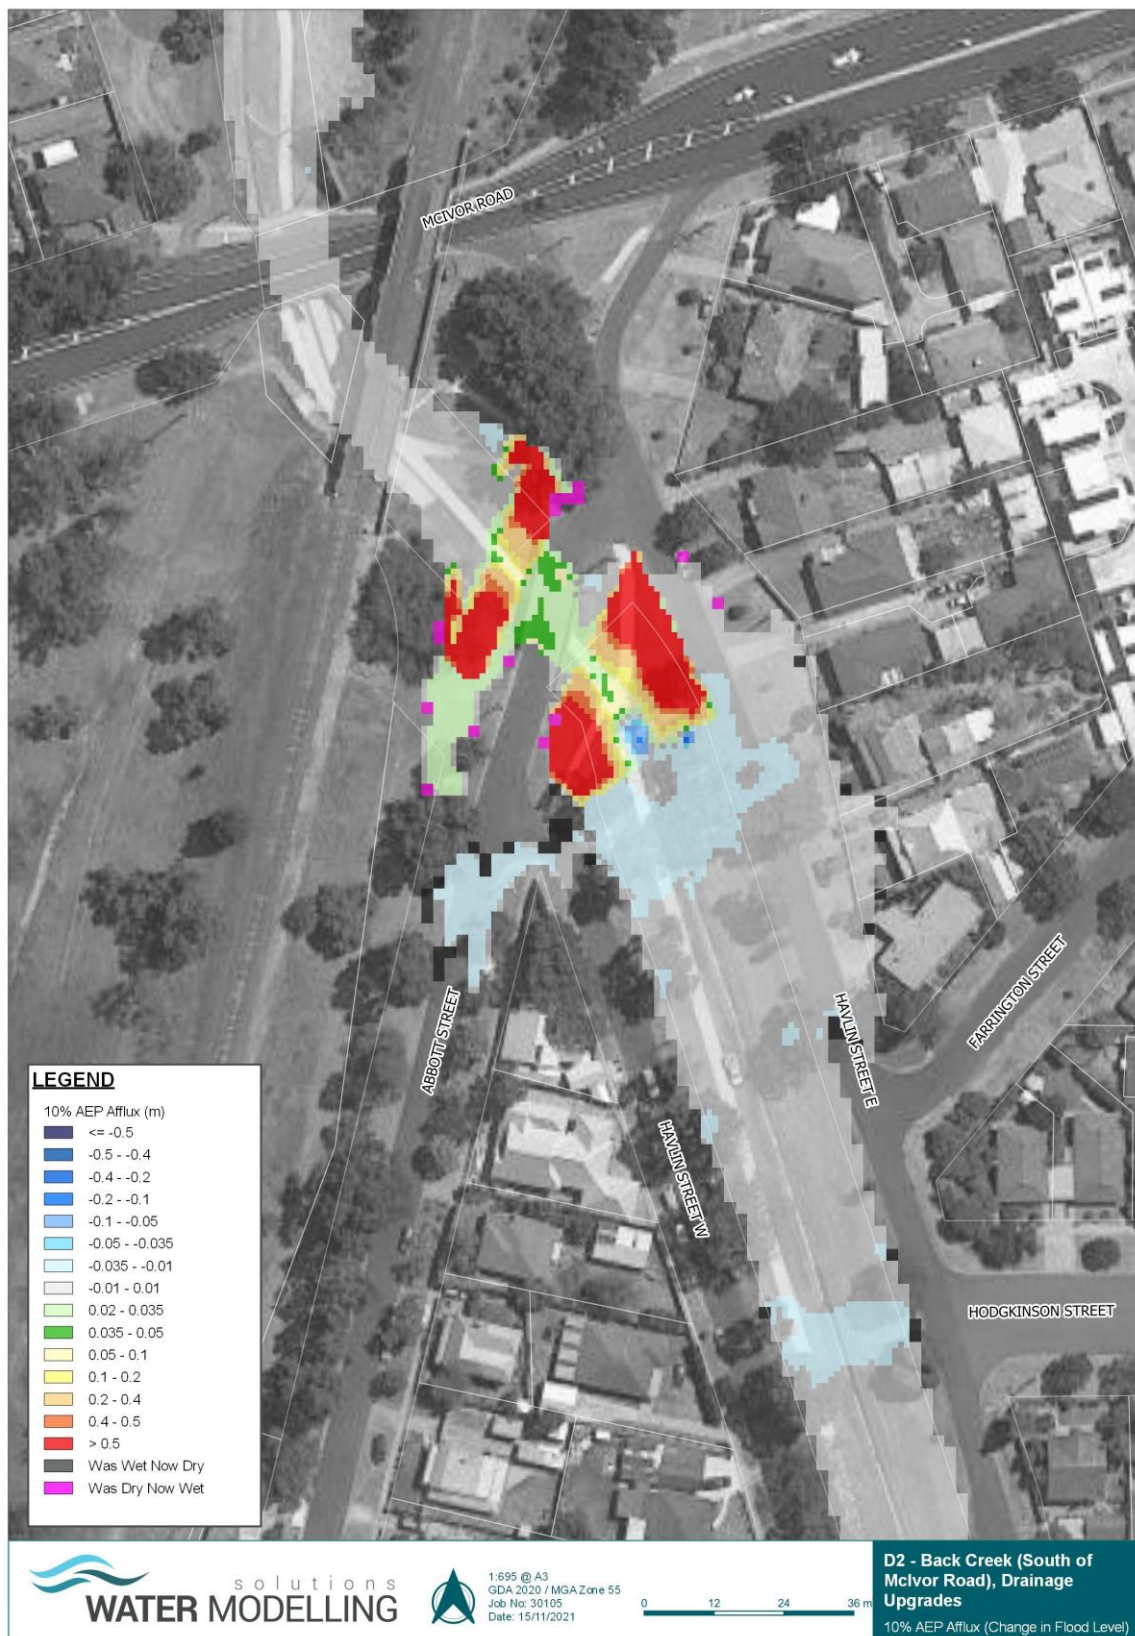 MCIVOR ROAD
FARRINGTON STREET
HAVLIN STREET E
ABBOTT STREET
HAVLIN STREET W
HODGKINSON STREET
LEGEND
10% AEP Afflux (m)
<= -0.5
-0.5 - -0.4
-0.4 - -0.2
-0.2 - -0.1
-0.1 - -0.05
-0.05 - -0.035
-0.035 - -0.01
-0.01 - 0.01
0.02 - 0.035
0.035 - 0.05
0.05 - 0.1
0.1 - 0.2
0.2 - 0.4
0.4 - 0.5
> 0.5
Was Wet Now Dry
Was Dry Now Wet
solutions
WATER MODELLING
1:695 @ A3
GDA 2020 / MGA Zone 55
Job No: 30105
Date: 15/11/2021
0 12 24 36 m
D2 - Back Creek (South of
McIvor Road), Drainage
Upgrades
10% AEP Afflux (Change in Flood Level)